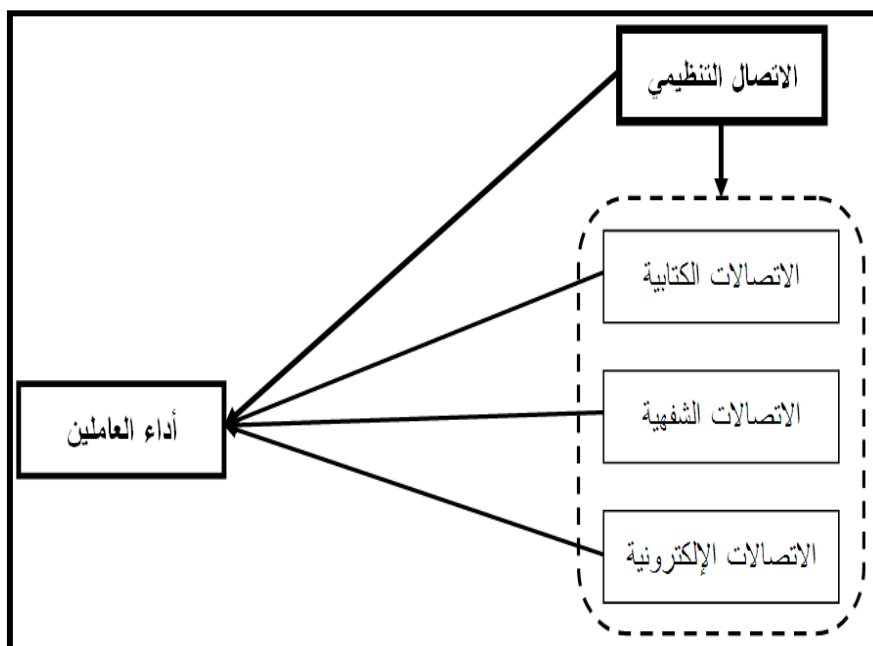 الاتصال التنظيمي
الاتصالات الكتابية
الاتصالات الشفهية
أداء العاملين
الاتصالات الإلكترونية